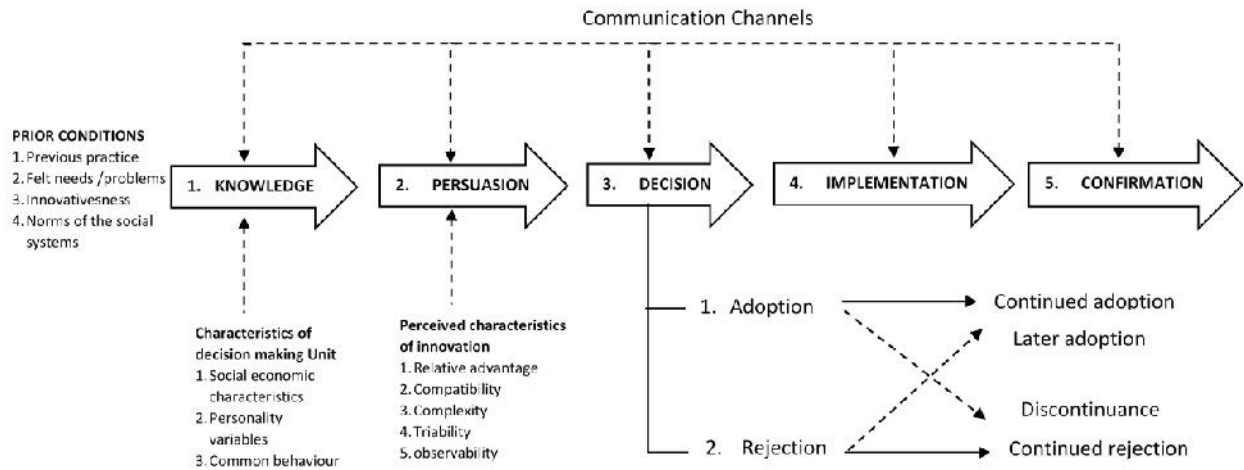 Communication Channels
PRIOR CONDITIONS
1. Previous practice
2. Felt needs /problems
3. Innovativesness
4. Norms of the social
systems
1. KNOWLEDGE
2. PERSUASION
3. DECISION
4. IMPLEMENTATION
5. CONFIRMATION
Characteristics of
decision making Unit
1. Social economic
characteristics
2. Personality
variables
3. Common behaviour
Perceived characteristics
of innovation
1. Relative advantage
2. Compatibility
3. Complexity
4. Triability
5. observability
1. Adoption
2. Rejection
Continued adoption
Later adoption
Discontinuance
Continued rejection